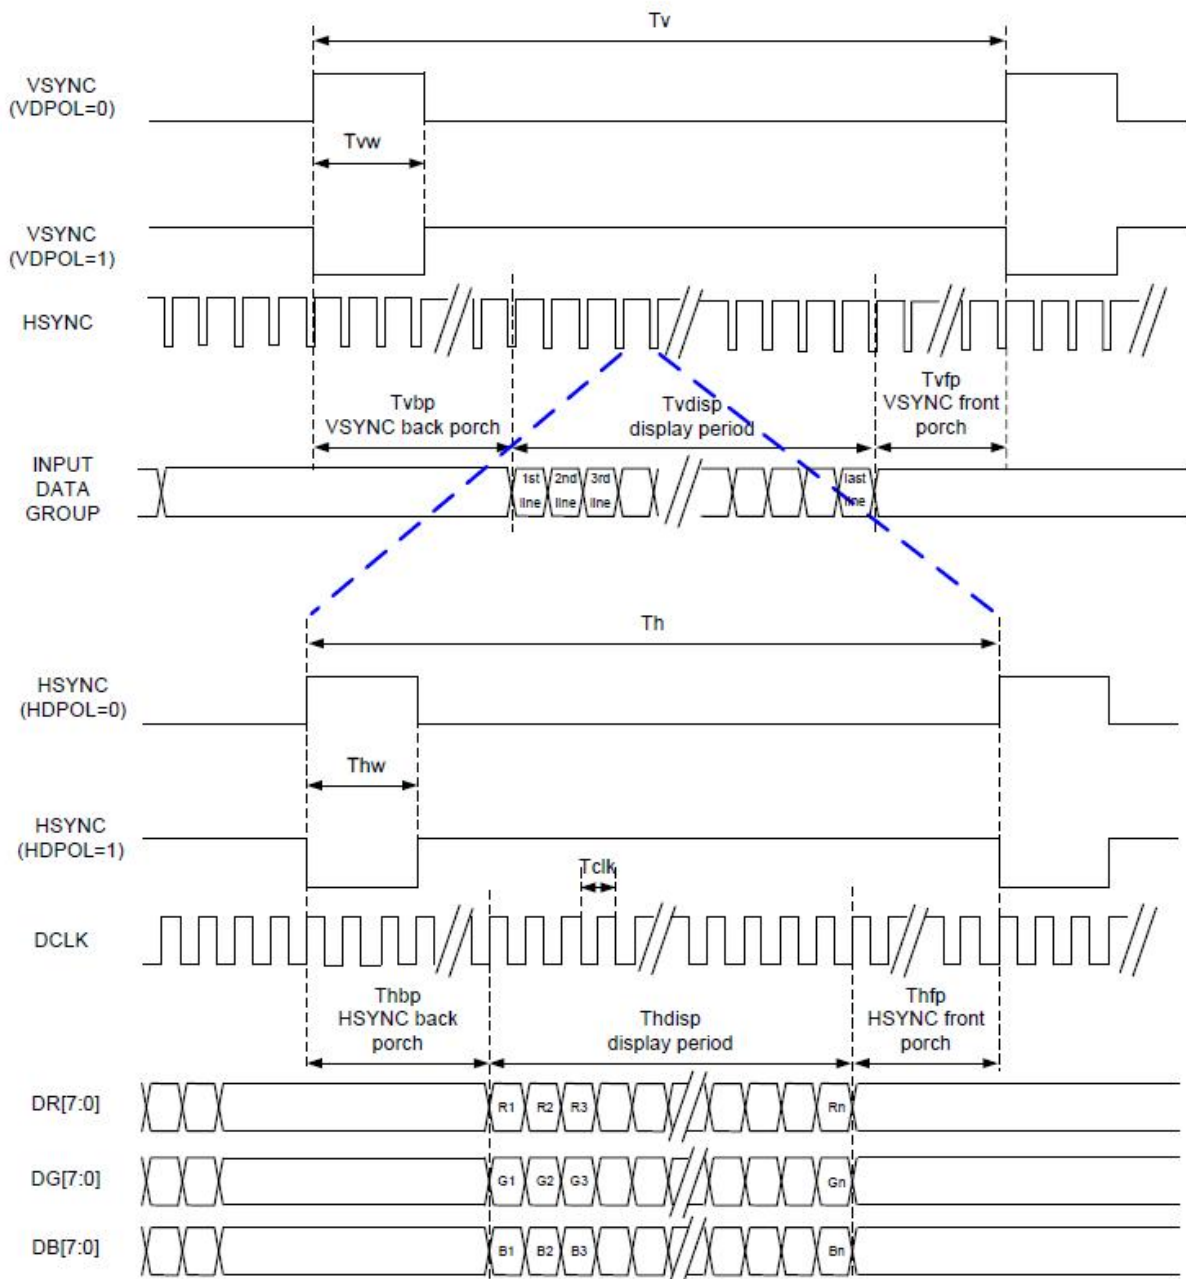 Tv
VSYNC
(VDPOL=0)
Tvw
VSYNC
(VDPOL=1)
HSYNC
Tvbp
VSYNC back porch
Tvdisp
display period
Tvfp
VSYNC front
porch
INPUT
DATA
GROUP
1st
line
2nd
line
3rd
line
last
line
Th
HSYNC
(HDPOL=0)
Thw
HSYNC
(HDPOL=1)
Tclk
DCLK
Thbp
HSYNC back
porch
Thdisp
display period
Thfp
HSYNC front
porch
DR[7:0]
R1 R2 R3 Rn
DG[7:0]
G1 G2 G3 Gn
DB[7:0]
B1 B2 B3 Bn